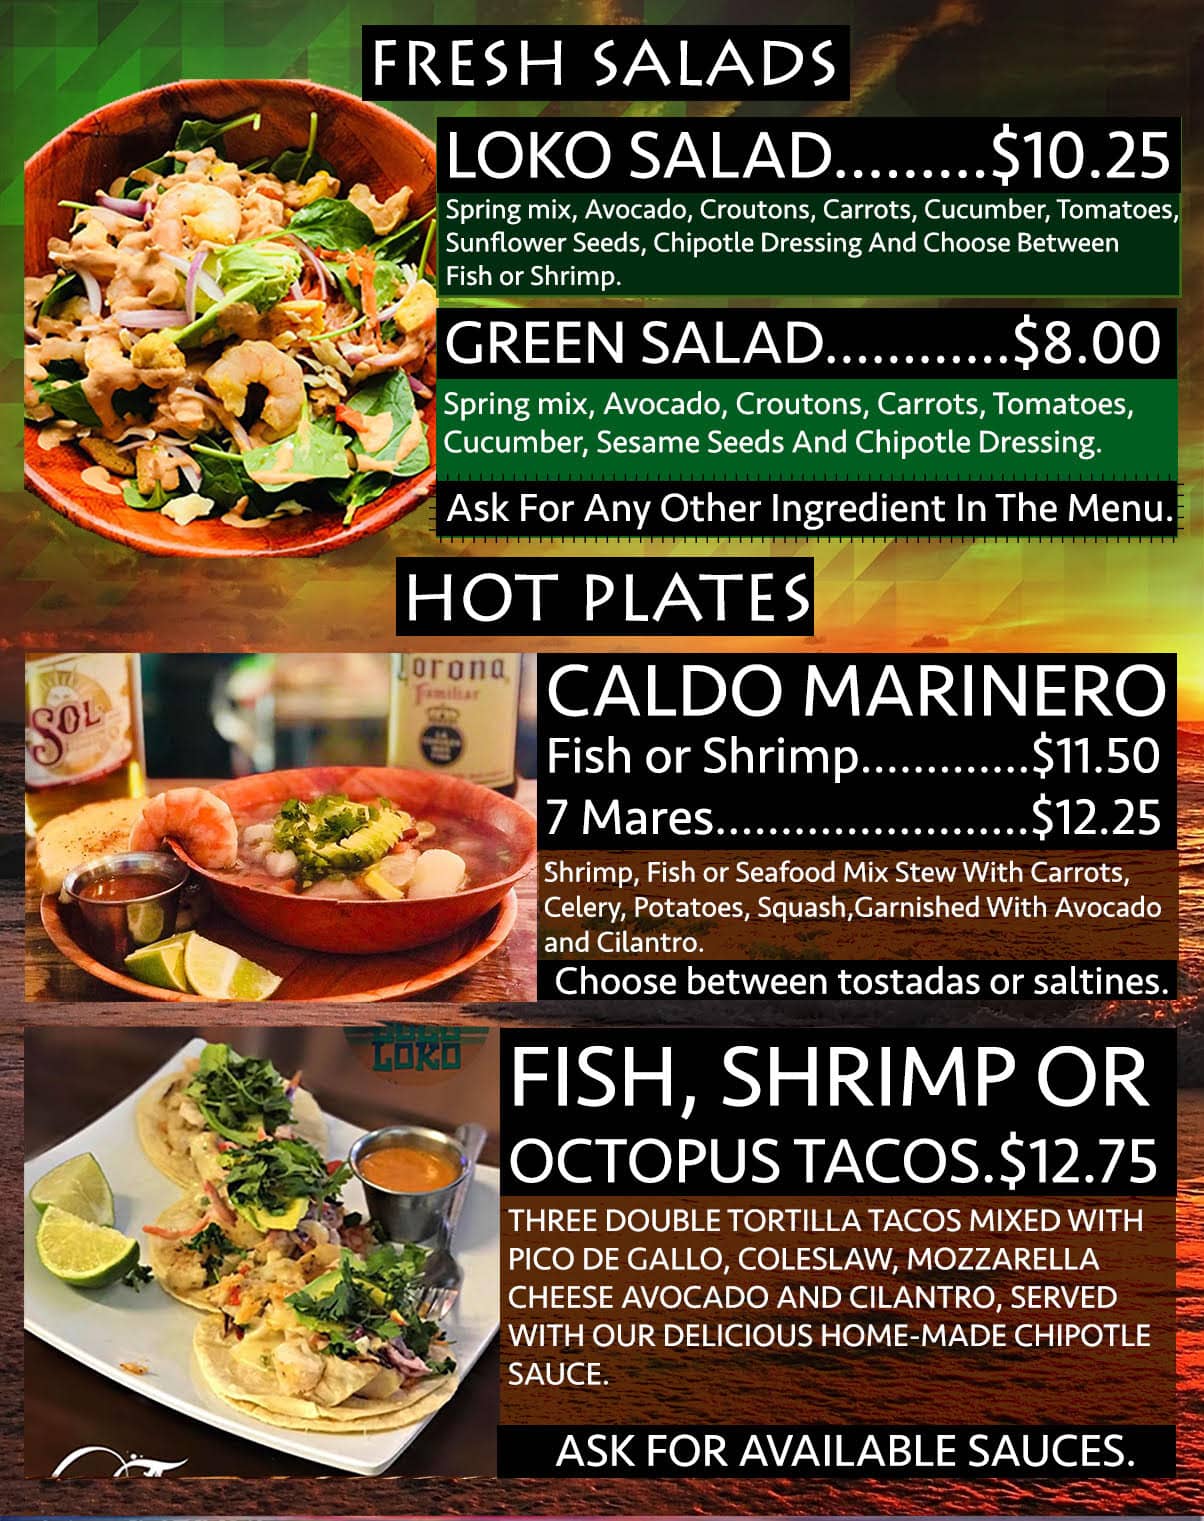 FRESH SALADS
LOKO SALAD.........$10.25
Spring mix, Avocado, Croutons, Carrots, Cucumber, Tomatoes,
Sunflower Seeds, Chipotle Dressing And Choose Between
Fish or Shrimp.
GREEN SALAD............$8.00
Spring mix, Avocado, Croutons, Carrots, Tomatoes,
Cucumber, Sesame Seeds And Chipotle Dressing.
Ask For Any Other Ingredient In The Menu.
HOT PLATES
SOL
Corona
Familiar
CALDO MARINERO
Fish or Shrimp.............$11.50
7 Mares........................$12.25
Shrimp, Fish or Seafood Mix Stew With Carrots,
Celery, Potatoes, Squash,Garnished With Avocado
and Cilantro.
Choose between tostadas or saltines.
LOKO
FISH, SHRIMP OR
OCTOPUS TACOS.$12.75
THREE DOUBLE TORTILLA TACOS MIXED WITH
PICO DE GALLO, COLESLAW, MOZZARELLA
CHEESE AVOCADO AND CILANTRO, SERVED
WITH OUR DELICIOUS HOME-MADE CHIPOTLE
SAUCE.
ASK FOR AVAILABLE SAUCES.